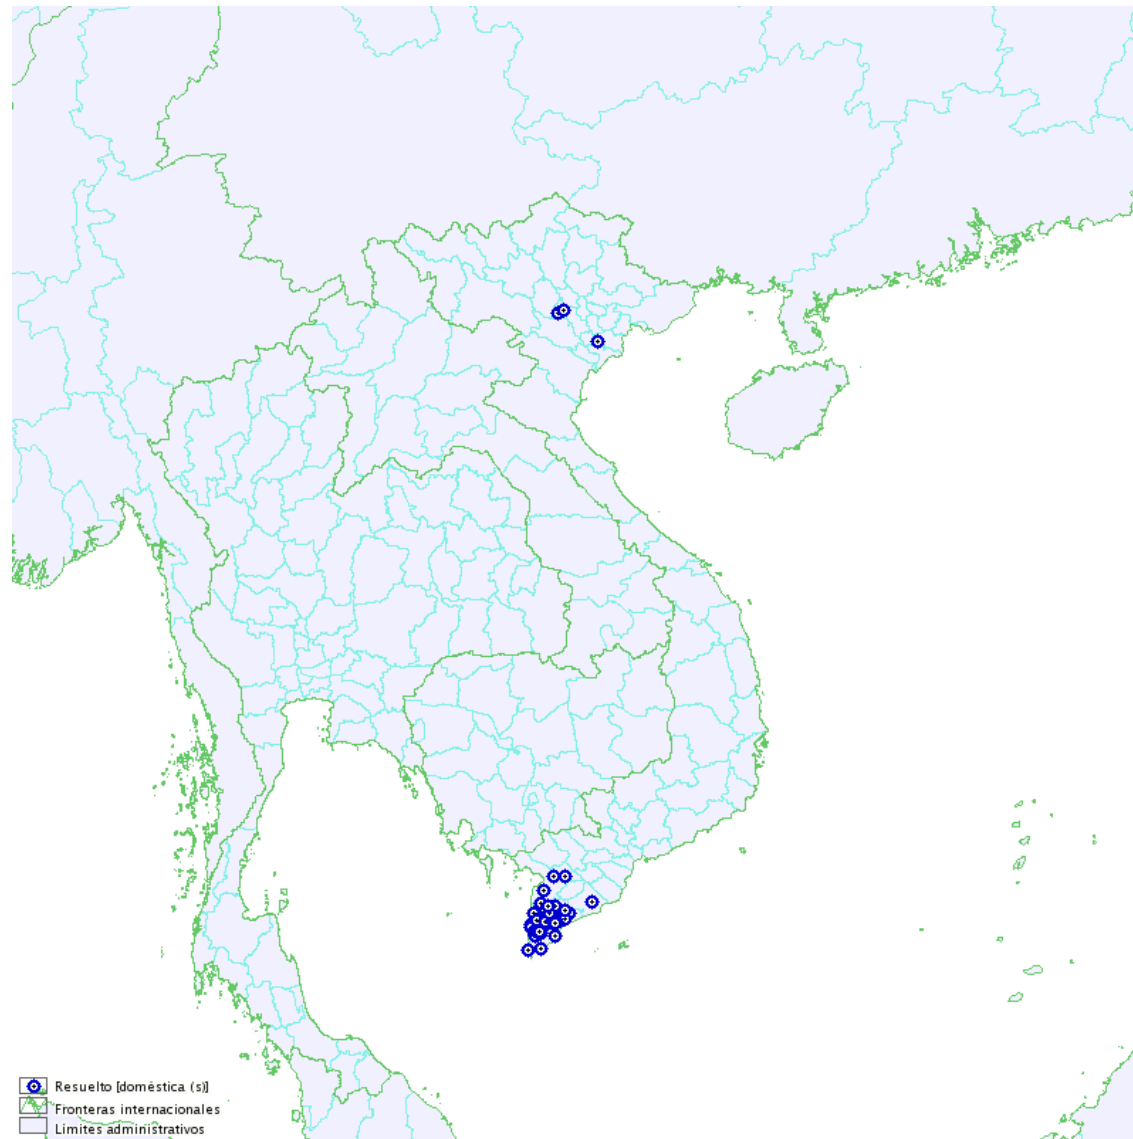 Resuelto [doméstica (s)]
Fronteras internacionales
Límites administrativos